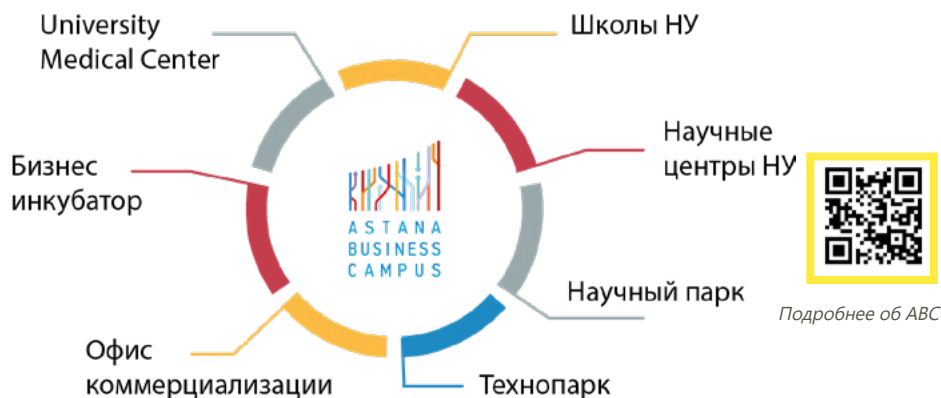 University
Medical Center
Школы НУ
Научные
центры НУ
Бизнес
инкубатор
ASTANA
BUSINESS
CAMPUS
Научный парк
Подробнее об ABC
Офис
коммерциализации
Технопарк